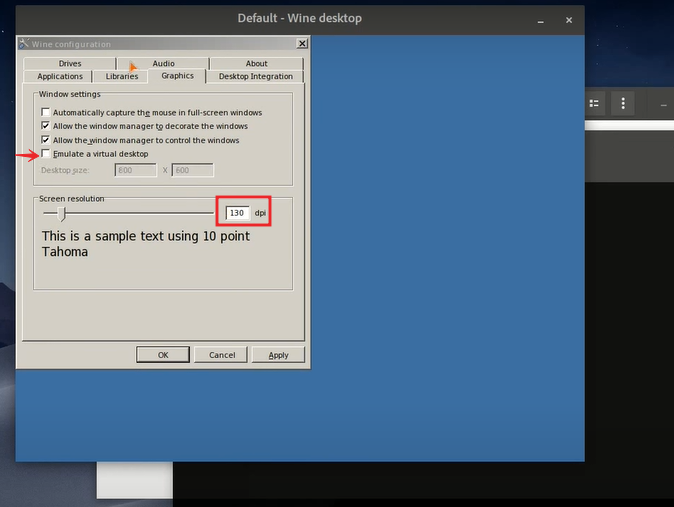 Default - Wine desktop
Wine configuration
Drives
Audio
About
Applications
Libraries
Graphics
Desktop Integration
Window settings
Automatically capture the mouse in full-screen windows
Allow the window manager to decorate the windows
Allow the window manager to control the windows
Emulate a virtual desktop
Desktop size: 600 X 600
Screen resolution
130 dpi
This is a sample text using 10 point
Tahoma
OK
Cancel
Apply